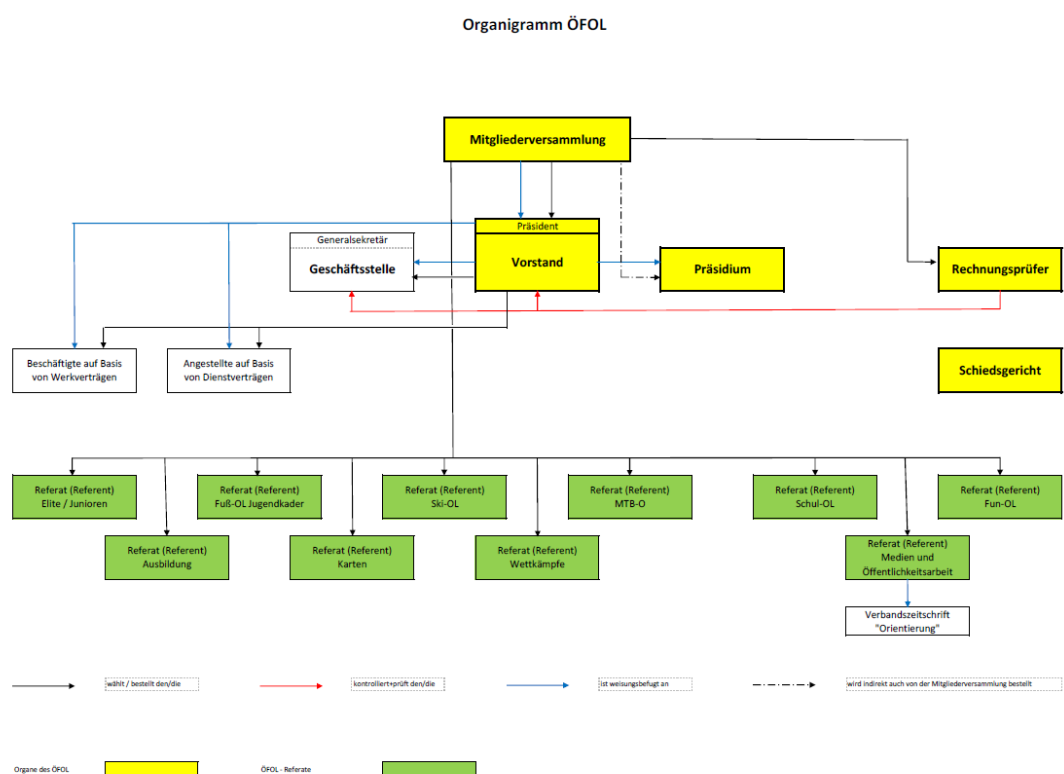 Organigramm ÖFOL
Mitgliederversammlung
Präsident
Vorstand
Generalsekretär
Geschäftsstelle
Präsidium
Rechnungsprüfer
Beschäftigte auf Basis
von Werkverträgen
Angestellte auf Basis
von Dienstverträgen
Schiedsgericht
Referat (Referent)
Elite / Junioren
Referat (Referent)
Fuß-OL Jugendkader
Referat (Referent)
Ski-OL
Referat (Referent)
MTB-O
Referat (Referent)
Schul-OL
Referat (Referent)
Fun-OL
Referat (Referent)
Ausbildung
Referat (Referent)
Karten
Referat (Referent)
Wettkämpfe
Referat (Referent)
Medien und
Öffentlichkeitsarbeit
Verbandszeitschrift
"Orientierung"
wählt / bestellt den/die
kontrolliert+prüft den/die
ist weisungsbefugt an
wird indirekt auch von der Mitgliederversammlung bestellt
Organe des ÖFOL
ÖFOL - Referate